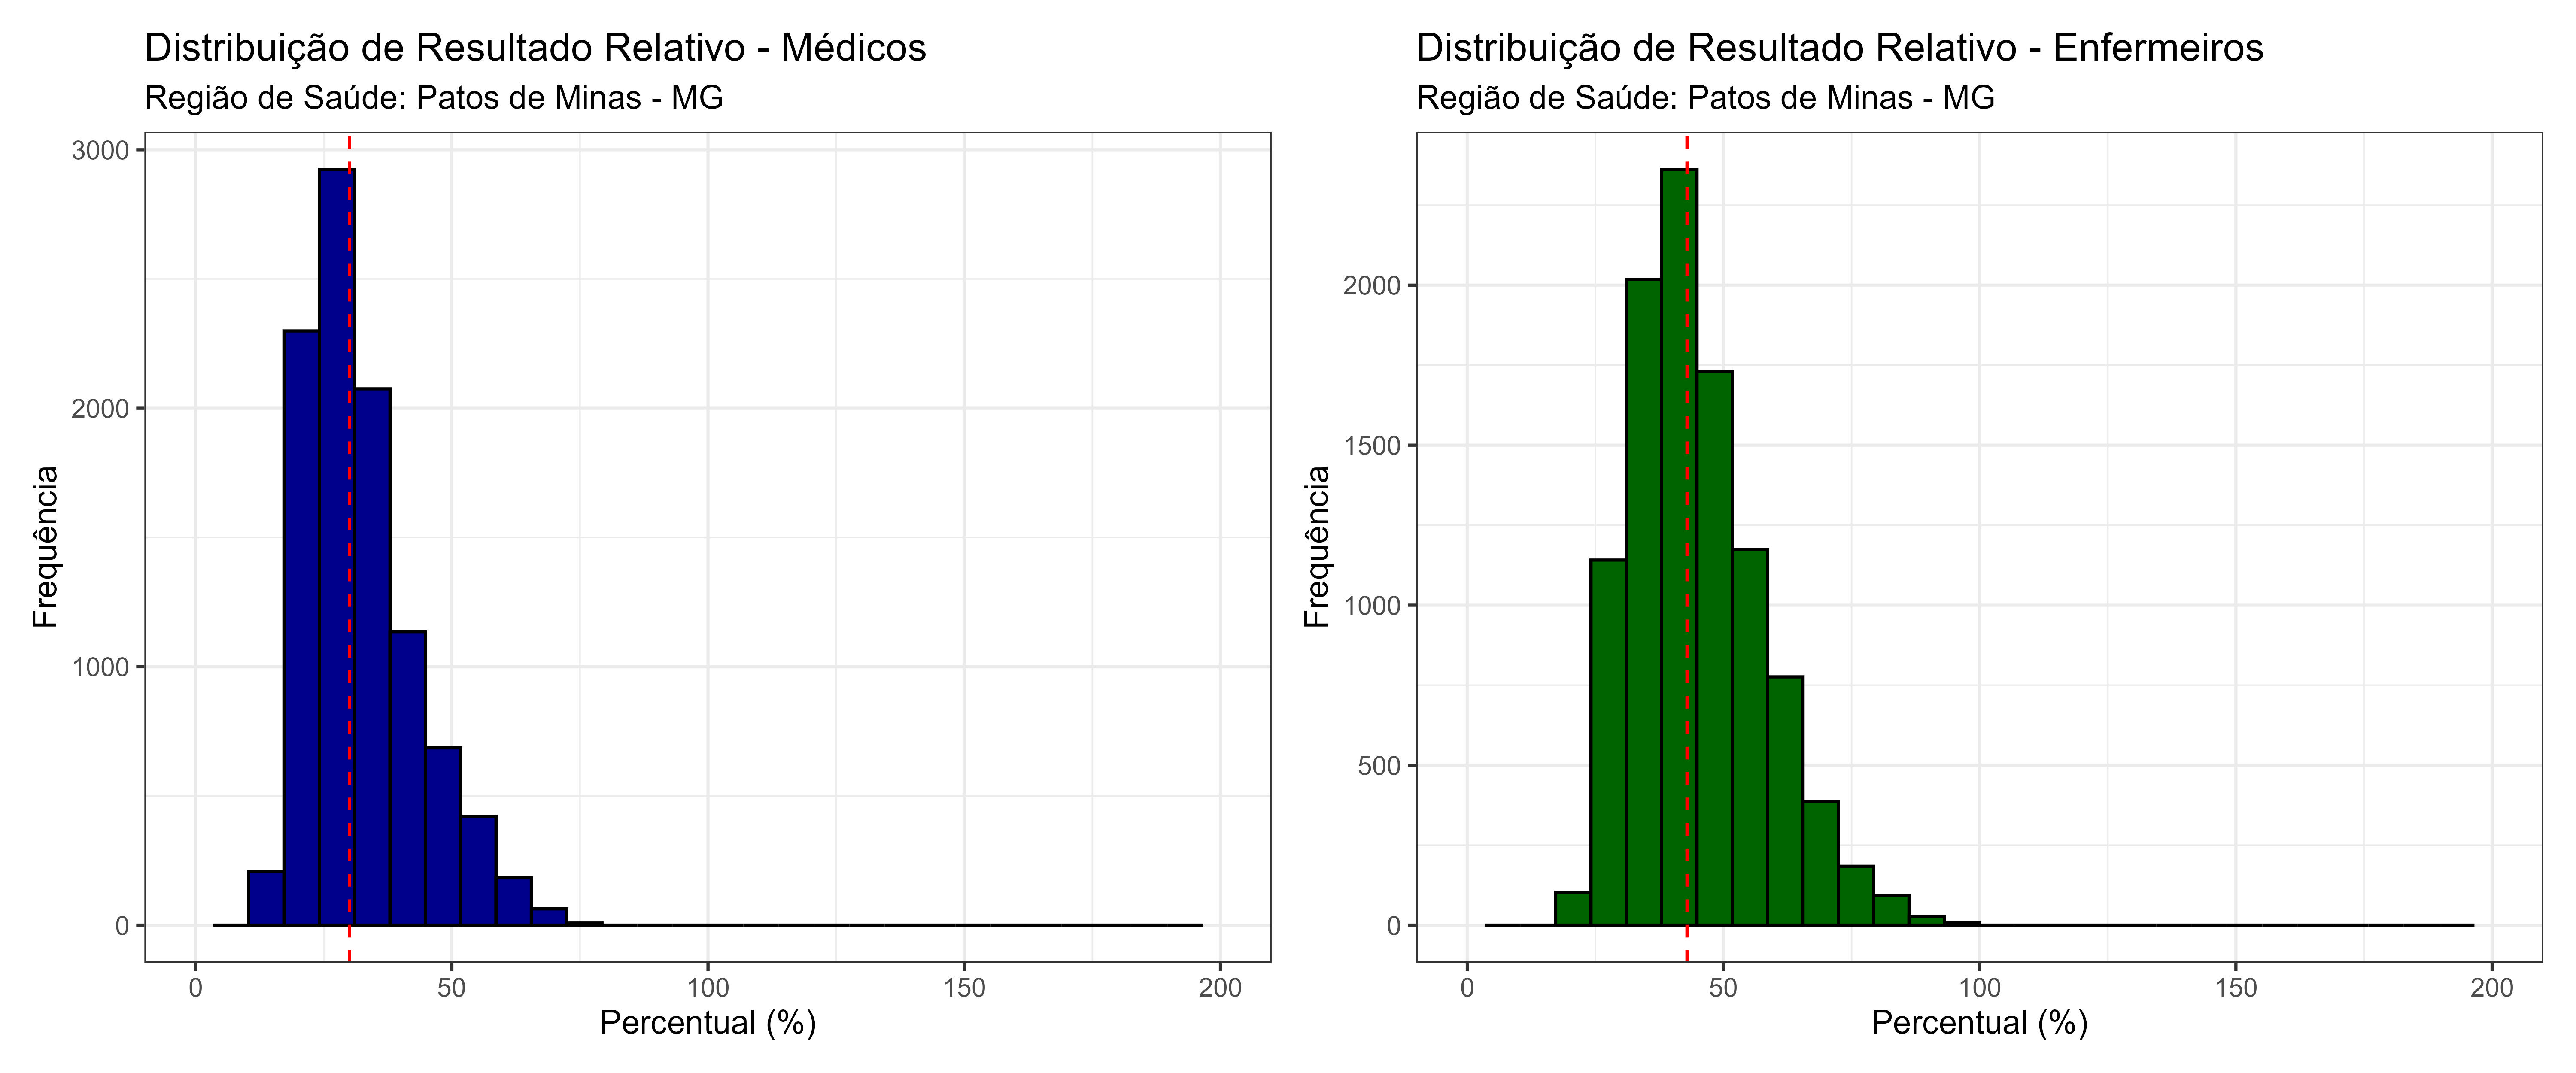 Distribuição de Resultado Relativo - Médicos
Região de Saúde: Patos de Minas - MG
3000
2000
1000
0
Frequência
0 50 100 150 200
Percentual (%)
Distribuição de Resultado Relativo - Enfermeiros
Região de Saúde: Patos de Minas - MG
2000
1500
1000
500
0
Frequência
0 50 100 150 200
Percentual (%)